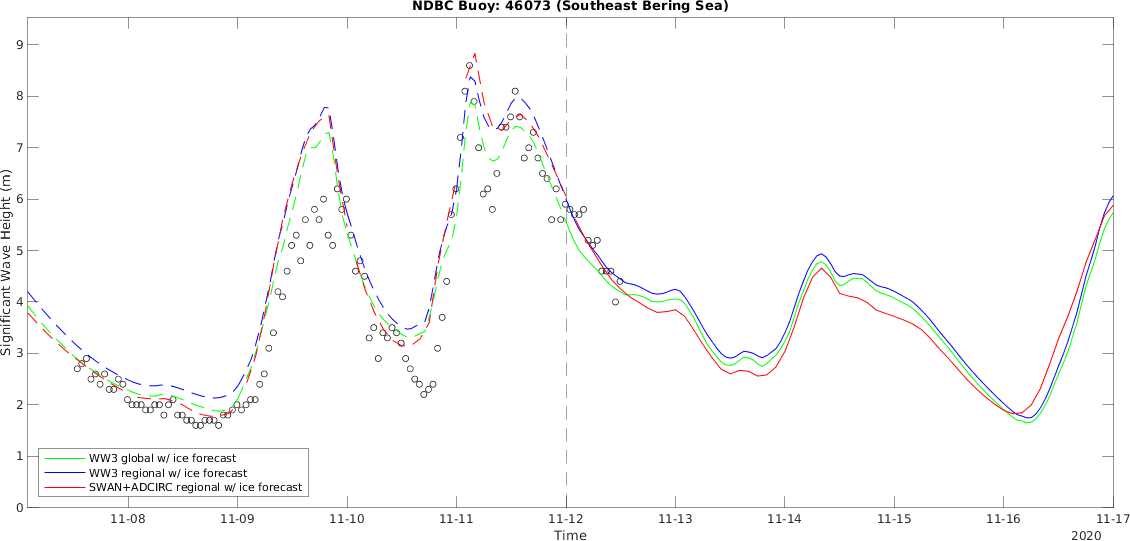 NDBC Buoy: 46073 (Southeast Bering Sea)
Significant Wave Height (m)
9
8
7
6
5
4
3
2
1
0
WW3 global w/ ice forecast
WW3 regional w/ ice forecast
SWAN+ADCIRC regional w/ ice forecast
11-08 11-09 11-10 11-11 11-12 11-13 11-14 11-15 11-16 11-17
Time 2020